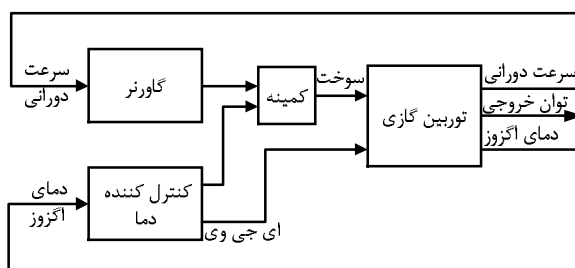 سرعت
دورانی
گاورنر
کمینه
سوخت
توربین گازی
سرعت دورانی
توان خروجی
دمای اگزوز
دمای
اگزوز
کنترل کننده
دما
ای جی وی